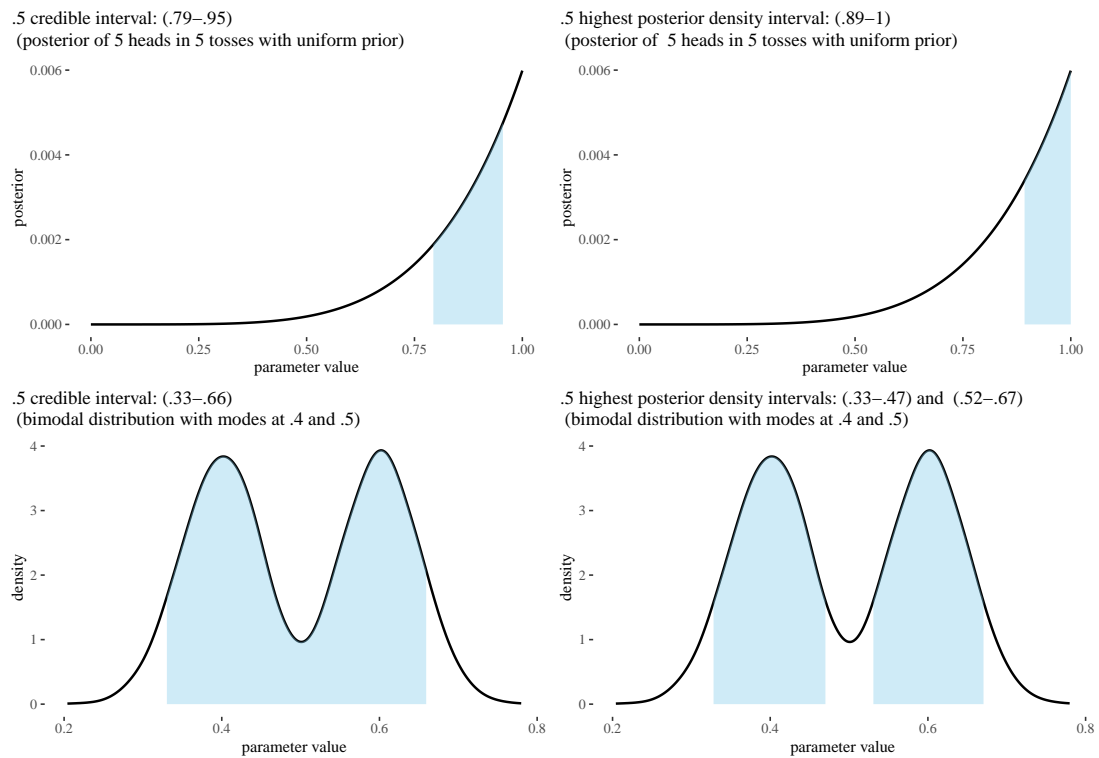 .5 credible interval: (.79–.95)
(posterior of 5 heads in 5 tosses with uniform prior)
0.006
0.004
0.002
0.000
posterior
0.00 0.25 0.50 0.75 1.00
parameter value
.5 highest posterior density interval: (.89–1)
(posterior of 5 heads in 5 tosses with uniform prior)
0.006
0.004
0.002
0.000
posterior
0.00 0.25 0.50 0.75 1.00
parameter value
.5 credible interval: (.33–.66)
(bimodal distribution with modes at .4 and .5)
4
3
2
1
0
density
0.2 0.4 0.6 0.8
parameter value
.5 highest posterior density intervals: (.33–.47) and (.52–.67)
(bimodal distribution with modes at .4 and .5)
4
3
2
1
0
density
0.2 0.4 0.6 0.8
parameter value